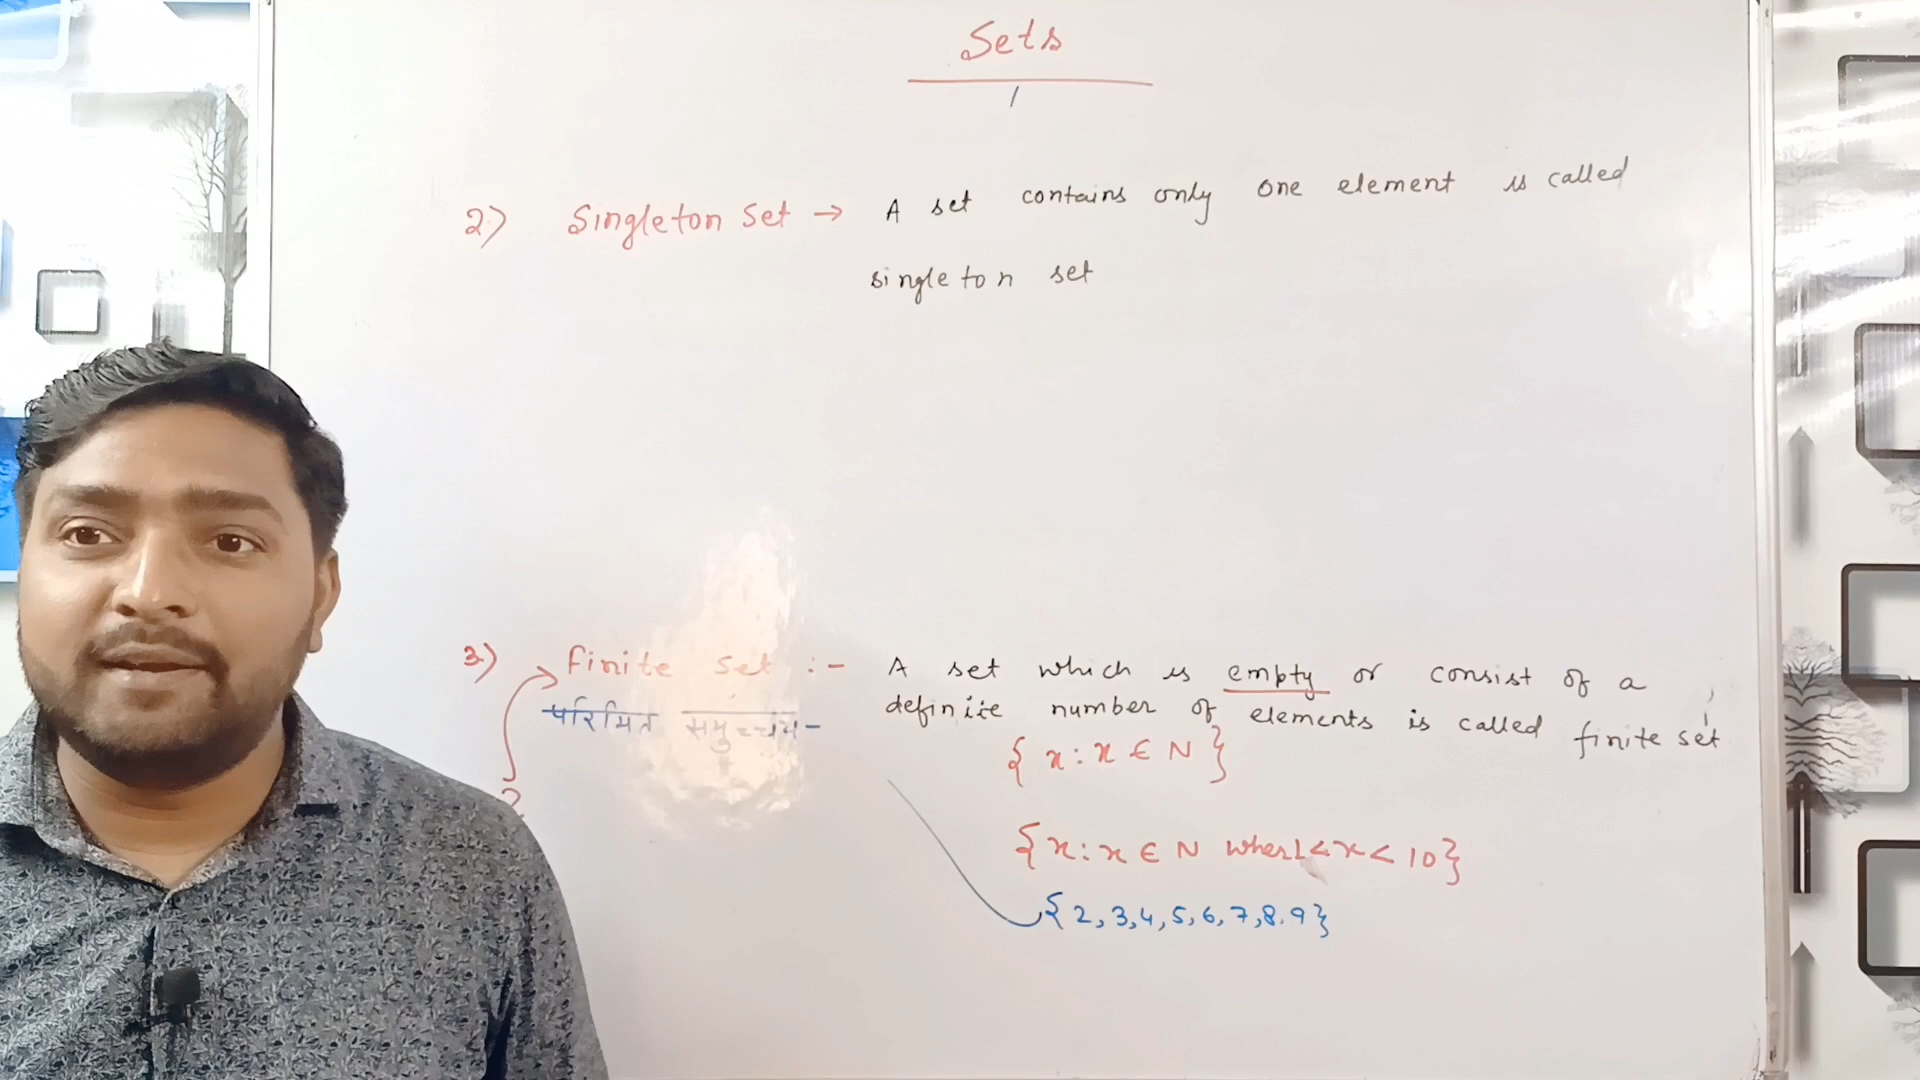 Sets
2) Singleton Set → A set contains only one element is called
singleton set
3) finite set :- A set which is empty or consist of a
परिमित समुच्चय- definite number of elements is called finite set
{ x : x ∈ N }
{ x : x ∈ N wher 1 < x < 10 }
{ 2, 3, 4, 5, 6, 7, 8, 9 }